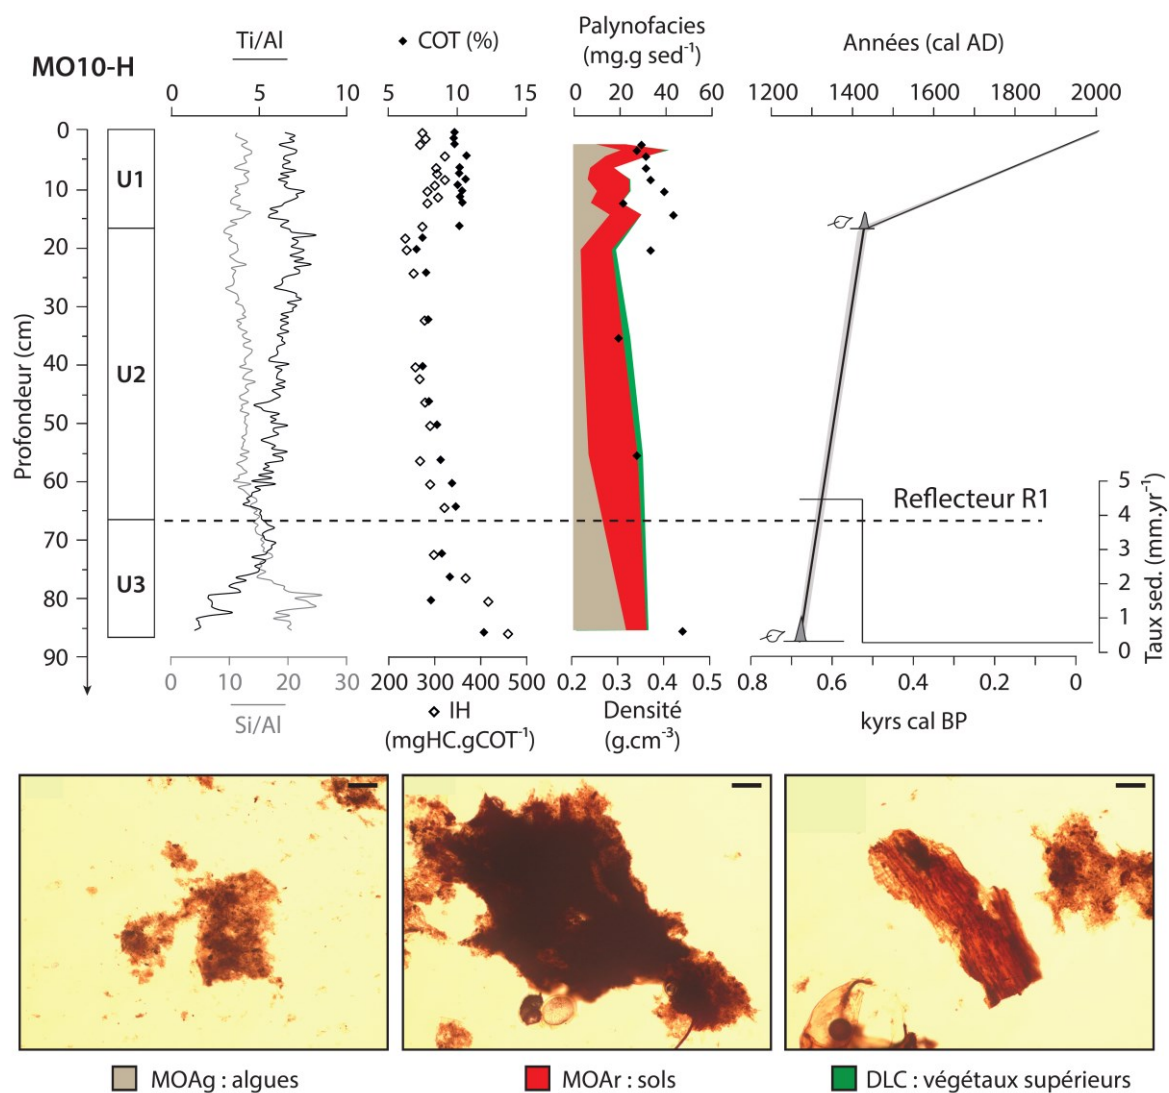 MO10-H
Ti/Al
COT (%)
Palynofacies
(mg.g sed⁻¹)
Années (cal AD)
0 5 10
5 10 15
0 20 40 60
1200 1400 1600 1800 2000
Profondeur (cm)
0
10
20
30
40
50
60
70
80
90
U1
U2
U3
Reflecteur R1
5
4
3
2
1
0
Taux sed. (mm.yr⁻¹)
0 10 20 30
Si/Al
200 300 400 500
IH
(mgHC.gCOT⁻¹)
0.2 0.3 0.4 0.5
Densité
(g.cm⁻³)
0.8 0.6 0.4 0.2 0
kyrs cal BP
MOAg : algues
MOAr : sols
DLC : végétaux supérieurs